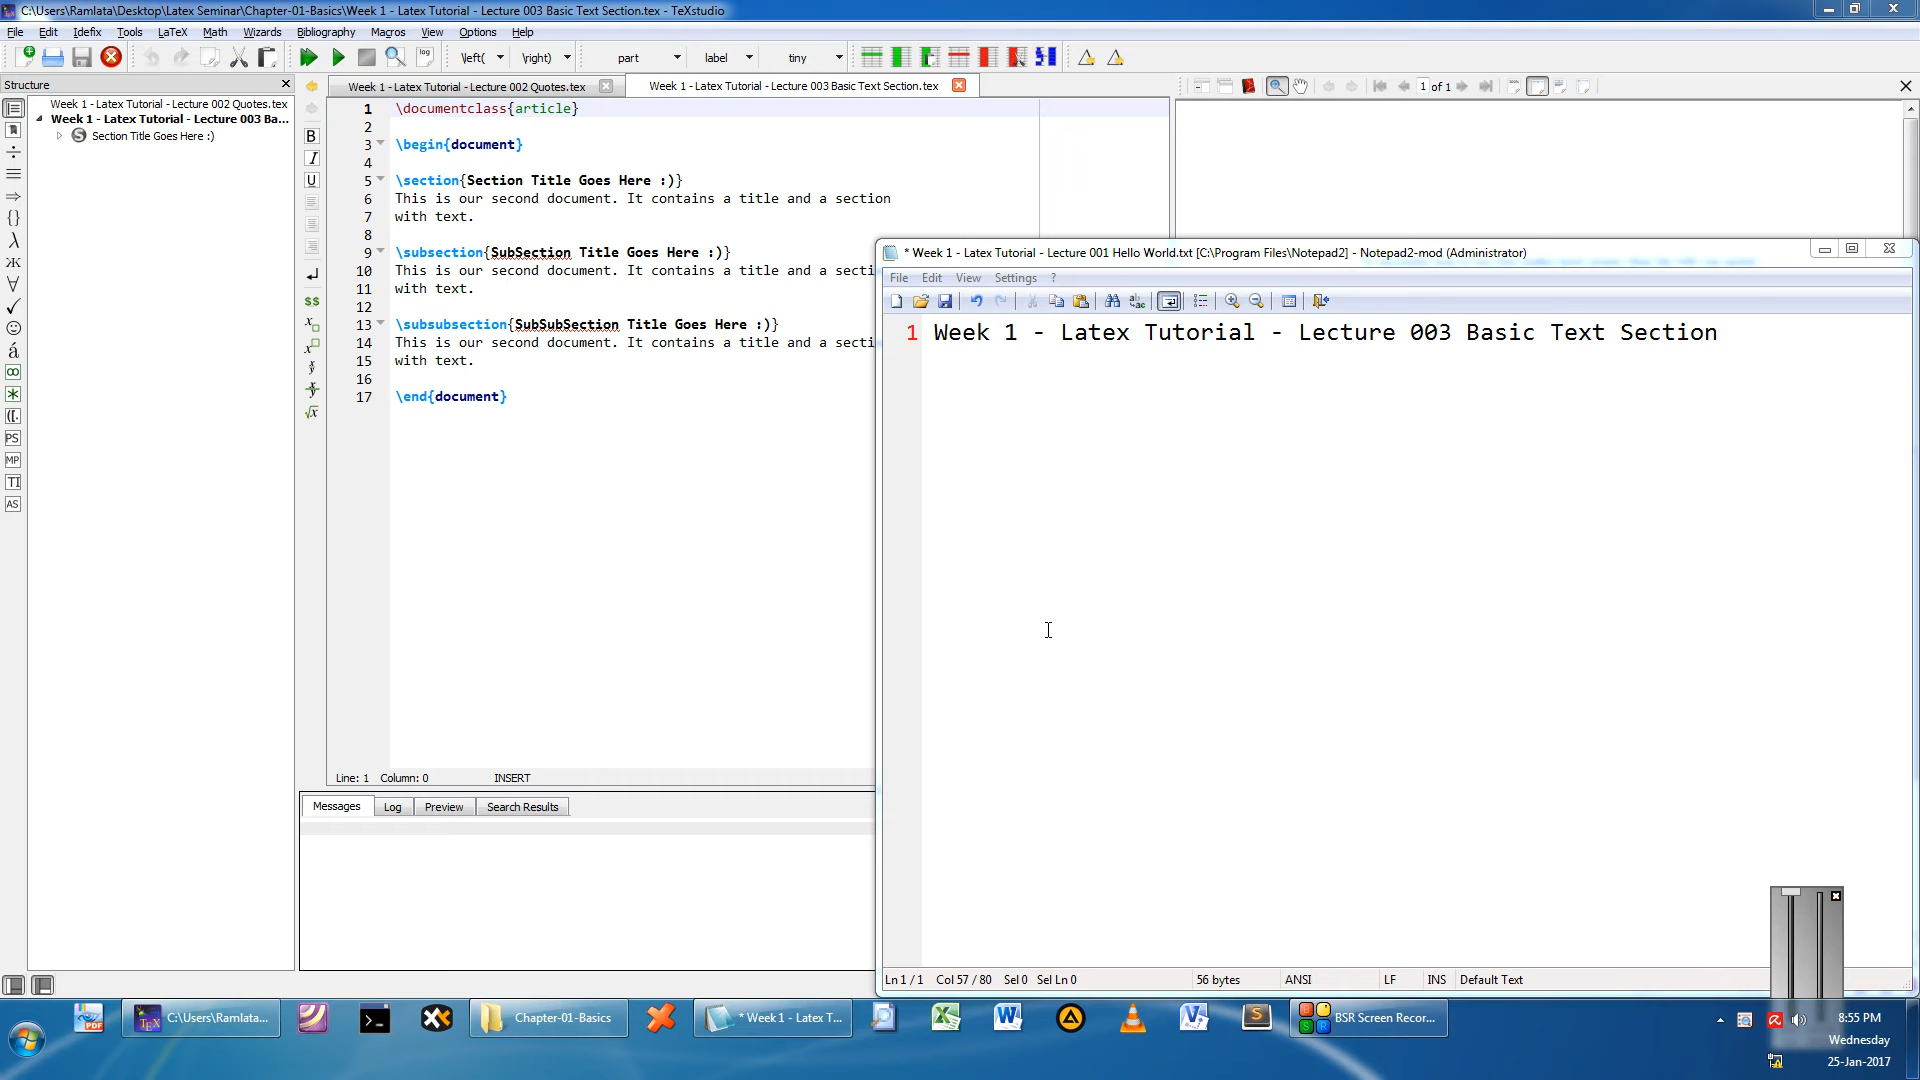 C:\Users\Ramlata\Desktop\Latex Seminar\Chapter-01-Basics\Week 1 - Latex Tutorial - Lecture 003 Basic Text Section.tex - TeXstudio
File Edit Idefix Tools LaTeX Math Wizards Bibliography Macros View Options Help
\left( \right) part label tiny
Structure
Week 1 - Latex Tutorial - Lecture 002 Quotes.tex
Week 1 - Latex Tutorial - Lecture 003 Ba...
Section Title Goes Here :)
Week 1 - Latex Tutorial - Lecture 002 Quotes.tex
Week 1 - Latex Tutorial - Lecture 003 Basic Text Section.tex
1 of 1
1 \documentclass{article}
2
3 \begin{document}
4
5 \section{Section Title Goes Here :)}
6 This is our second document. It contains a title and a section
7 with text.
8
9 \subsection{SubSection Title Goes Here :)}
10 This is our second document. It contains a title and a secti
11 with text.
12
13 \subsubsection{SubSubSection Title Goes Here :)}
14 This is our second document. It contains a title and a secti
15 with text.
16
17 \end{document}
Line: 1 Column: 0 INSERT
Messages Log Preview Search Results
* Week 1 - Latex Tutorial - Lecture 001 Hello World.txt [C:\Program Files\Notepad2] - Notepad2-mod (Administrator)
File Edit View Settings ?
1 Week 1 - Latex Tutorial - Lecture 003 Basic Text Section
Ln 1 / 1 Col 57 / 80 Sel 0 Sel Ln 0 56 bytes ANSI LF INS Default Text
C:\Users\Ramlata...
Chapter-01-Basics
* Week 1 - Latex T...
BSR Screen Recor...
8:55 PM
Wednesday
25-Jan-2017